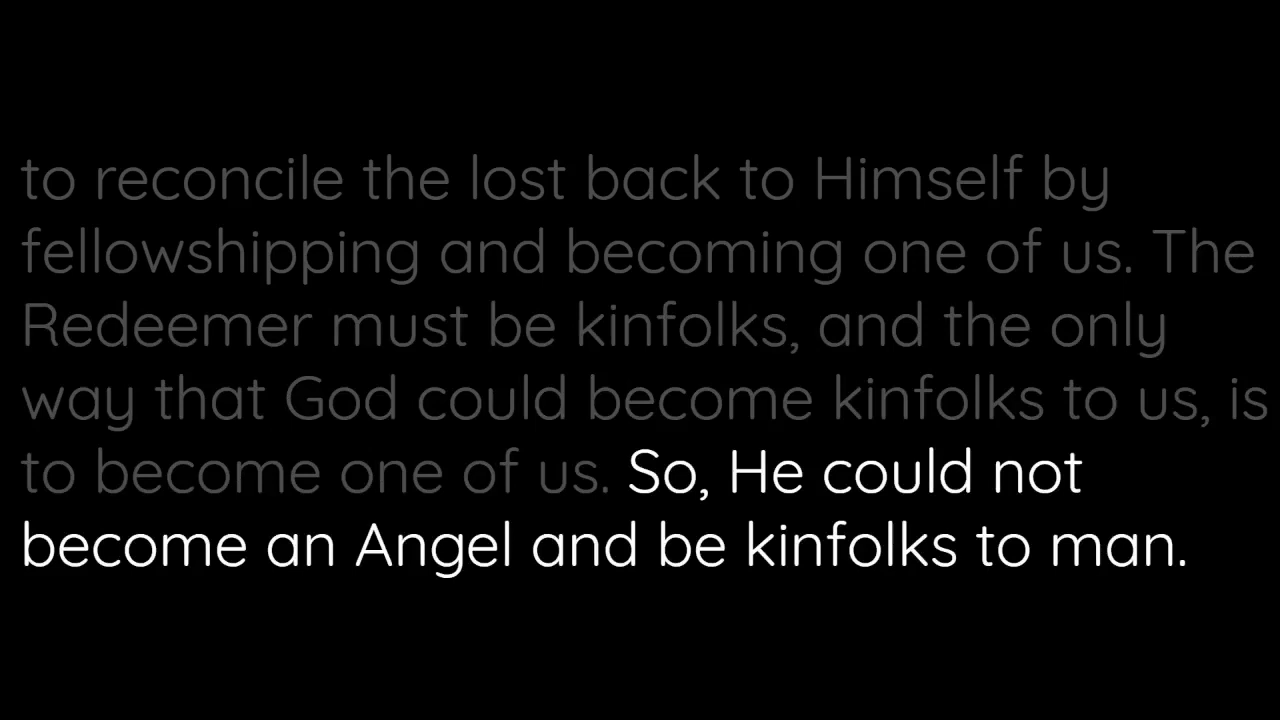 to reconcile the lost back to Himself by
fellowshipping and becoming one of us. The
Redeemer must be kinfolks, and the only
way that God could become kinfolks to us, is
to become one of us. So, He could not
become an Angel and be kinfolks to man.